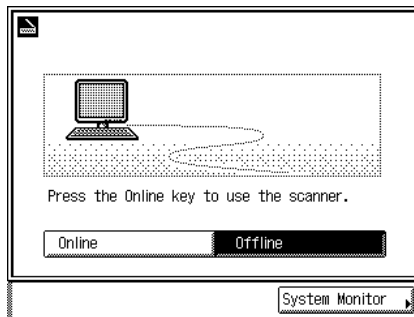 Press the Online key to use the scanner.
Online
Offline
System Monitor